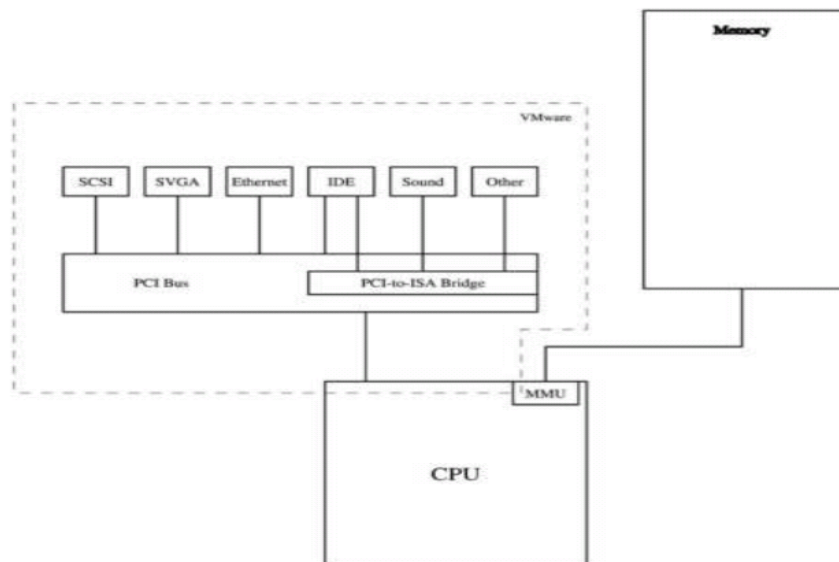 Memory
VMware
SCSI SVGA Ethernet IDE Sound Other
PCI Bus PCI-to-ISA Bridge
MMU
CPU